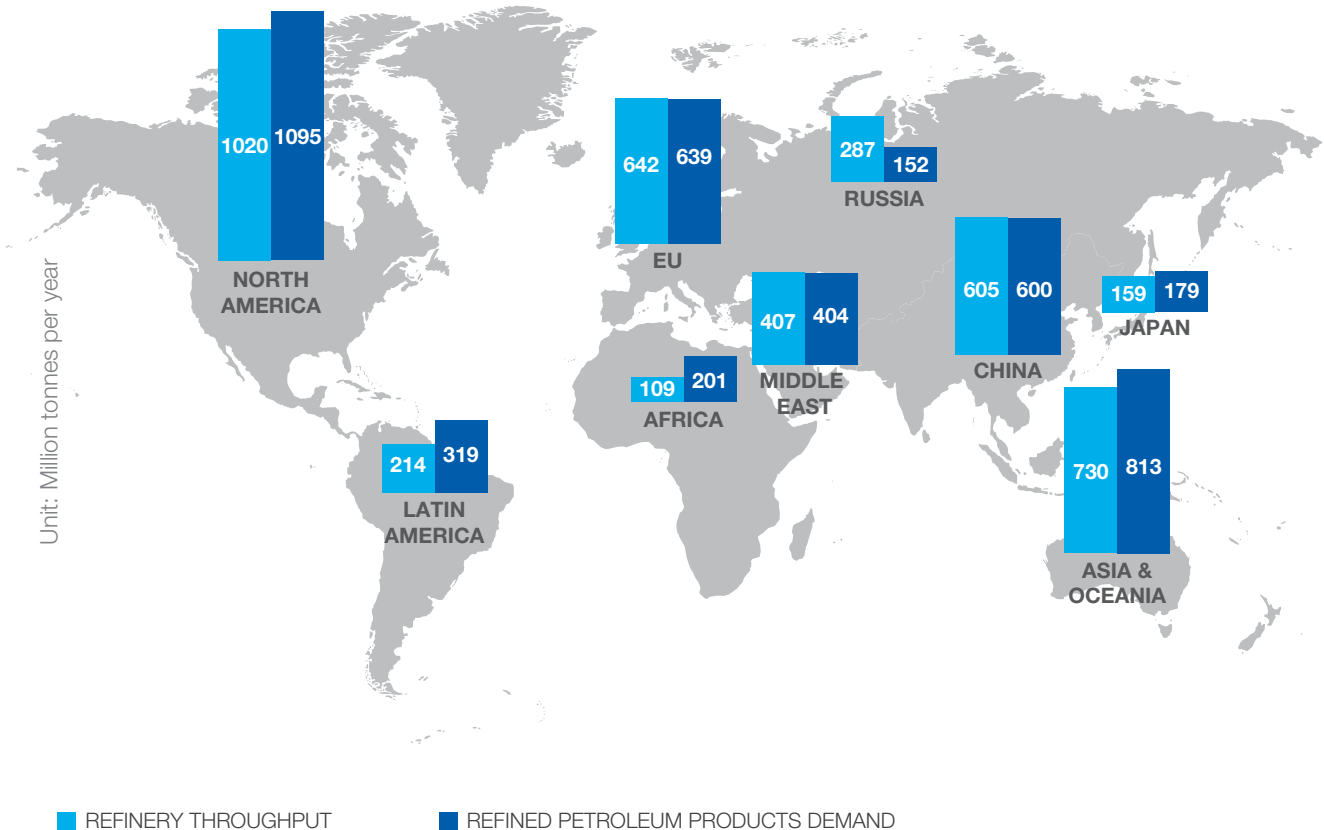 Unit: Million tonnes per year
1020
1095
NORTH
AMERICA
642
639
EU
287
152
RUSSIA
605
600
CHINA
159
179
JAPAN
407
404
MIDDLE
EAST
109
201
AFRICA
214
319
LATIN
AMERICA
730
813
ASIA &
OCEANIA
REFINERY THROUGHPUT
REFINED PETROLEUM PRODUCTS DEMAND